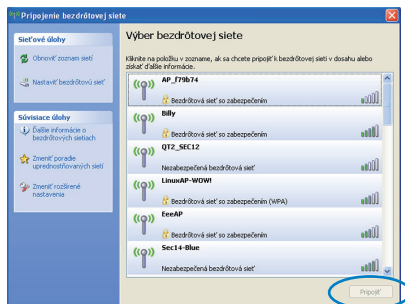 Pripojenie bezdrôtovej siete
Sieťové úlohy
Obnoviť zoznam sietí
Nastaviť bezdrôtovú sieť
Súvisiace úlohy
Ďalšie informácie o
bezdrôtových sieťach
Zmeniť poradie
uprednostňovaných sietí
Zmeniť rozšírené
nastavenia
Výber bezdrôtovej siete
Kliknite na položku v zozname, ak sa chcete pripojiť k bezdrôtovej sieti v dosahu alebo
získať ďalšie informácie.
AP_f79b74
Bezdrôtová sieť so zabezpečením
Billy
Bezdrôtová sieť so zabezpečením
QT2_SEC12
Nezabezpečená bezdrôtová sieť
LinuxAP-WOW!
Bezdrôtová sieť so zabezpečením (WPA)
EeeAP
Bezdrôtová sieť so zabezpečením
Sec14-Blue
Nezabezpečená bezdrôtová sieť
Pripojiť